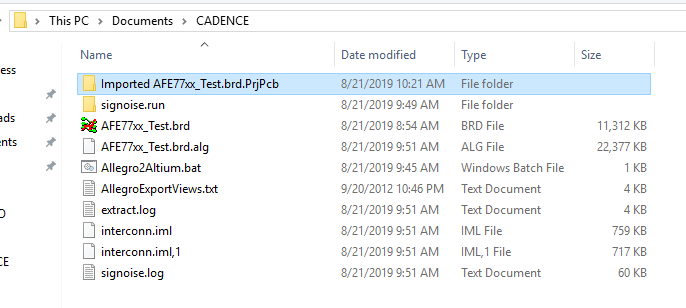 This PC > Documents > CADENCE
Name Date modified Type Size
ess Imported AFE77xx_Test.brd.PrjPcb 8/21/2019 10:21 AM File folder
signoise.run 8/21/2019 9:49 AM File folder
ads AFE77xx_Test.brd 8/21/2019 8:54 AM BRD File 11,312 KB
ents AFE77xx_Test.brd.alg 8/21/2019 9:51 AM ALG File 22,377 KB
Allegro2Altium.bat 8/21/2019 9:45 AM Windows Batch File 1 KB
AllegroExportViews.txt 9/20/2012 10:46 PM Text Document 4 KB
O extract.log 8/21/2019 9:51 AM Text Document 4 KB
interconn.iml 8/21/2019 9:51 AM IML File 759 KB
CE interconn.iml,1 8/21/2019 9:51 AM IML,1 File 717 KB
signoise.log 8/21/2019 9:51 AM Text Document 60 KB